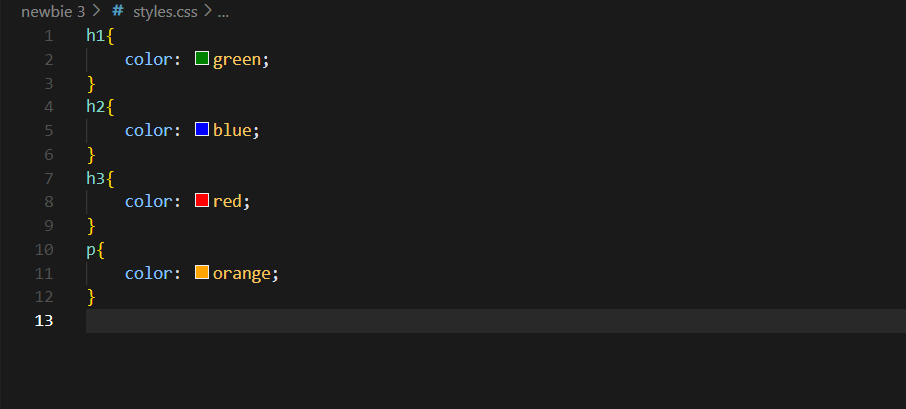 newbie 3 > # styles.css > ...
1 h1{
2     color: green;
3 }
4 h2{
5     color: blue;
6 }
7 h3{
8     color: red;
9 }
10 p{
11     color: orange;
12 }
13